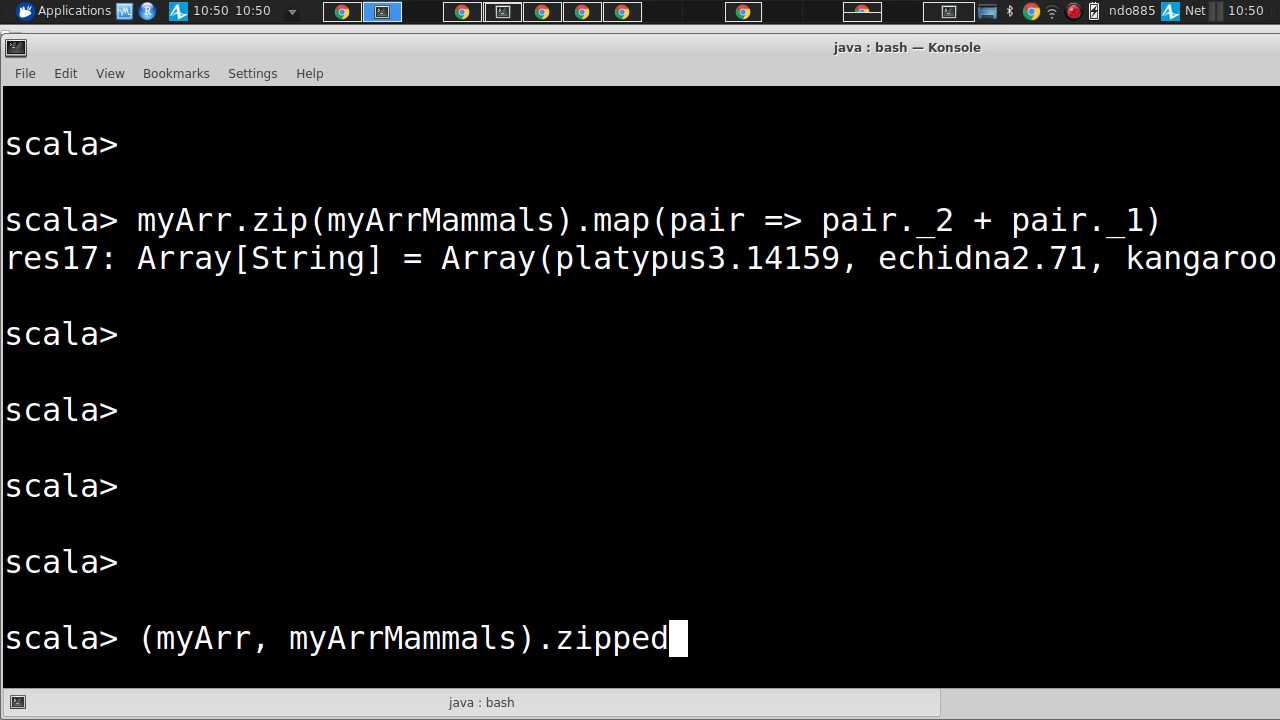 Applications 10:50 10:50 ndo885 Net 10:50
java : bash — Konsole
File Edit View Bookmarks Settings Help
scala>
scala> myArr.zip(myArrMammals).map(pair => pair._2 + pair._1)
res17: Array[String] = Array(platypus3.14159, echidna2.71, kangaroo
scala>
scala>
scala>
scala>
scala> (myArr, myArrMammals).zipped
java : bash